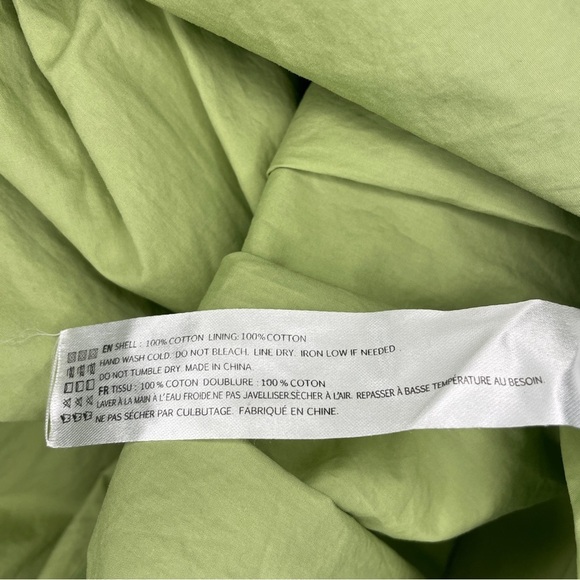 EN SHELL : 100% COTTON LINING: 100% COTTON
HAND WASH COLD. DO NOT BLEACH. LINE DRY. IRON LOW IF NEEDED
DO NOT TUMBLE DRY. MADE IN CHINA.
FR TISSU : 100 % COTON DOUBLURE : 100 % COTON
LAVER À LA MAIN À L'EAU FROIDE.NE PAS JAVELLISER.SÉCHER À L'AIR. REPASSER À BASSE TEMPÉRATURE AU BESOIN.
NE PAS SÉCHER PAR CULBUTAGE. FABRIQUÉ EN CHINE.